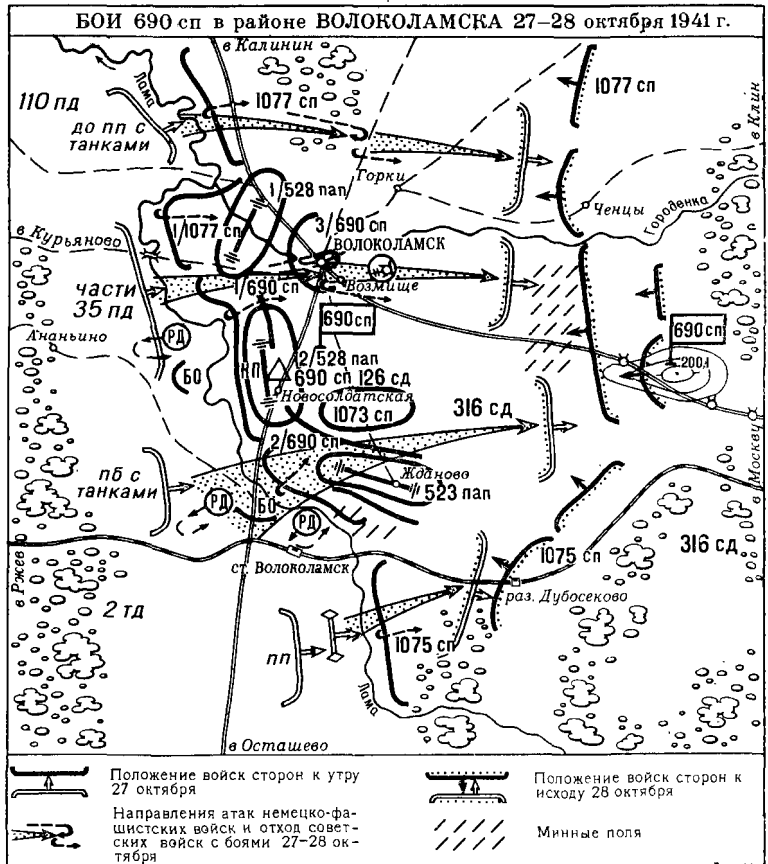 БОИ 690 сп в районе ВОЛОКОЛАМСКА 27–28 октября 1941 г.
в Калинин
Лама
110 пд
1077 сп
1077 сп
до пп с
танками
в Клин
Горки
1/528 пап
Ченцы
Городенка
1/1077 сп
3/690 сп
ВОЛОКОЛАМСК
в Курьяново
части
35 пд
1/690 сп
Возмище
690 сп
690 сп
200,1
Ананьино
РД
БО
КП
2/528 пап
690 сп 126 сд
Новосолдатская
1073 сп
316 сд
2/690 сп
пб с
танками
Жданово
523 пап
РД
БО
РД
в Москву
в Ржев
ст. Волоколамск
1075 сп
316 сд
раз. Дубосеково
2 тд
1075 сп
пп
Лама
в Осташево
Положение войск сторон к утру
27 октября
Направления атак немецко-фа-
шистских войск и отход совет-
ских войск с боями 27-28 ок-
тября
Положение войск сторон к
исходу 28 октября
Минные поля